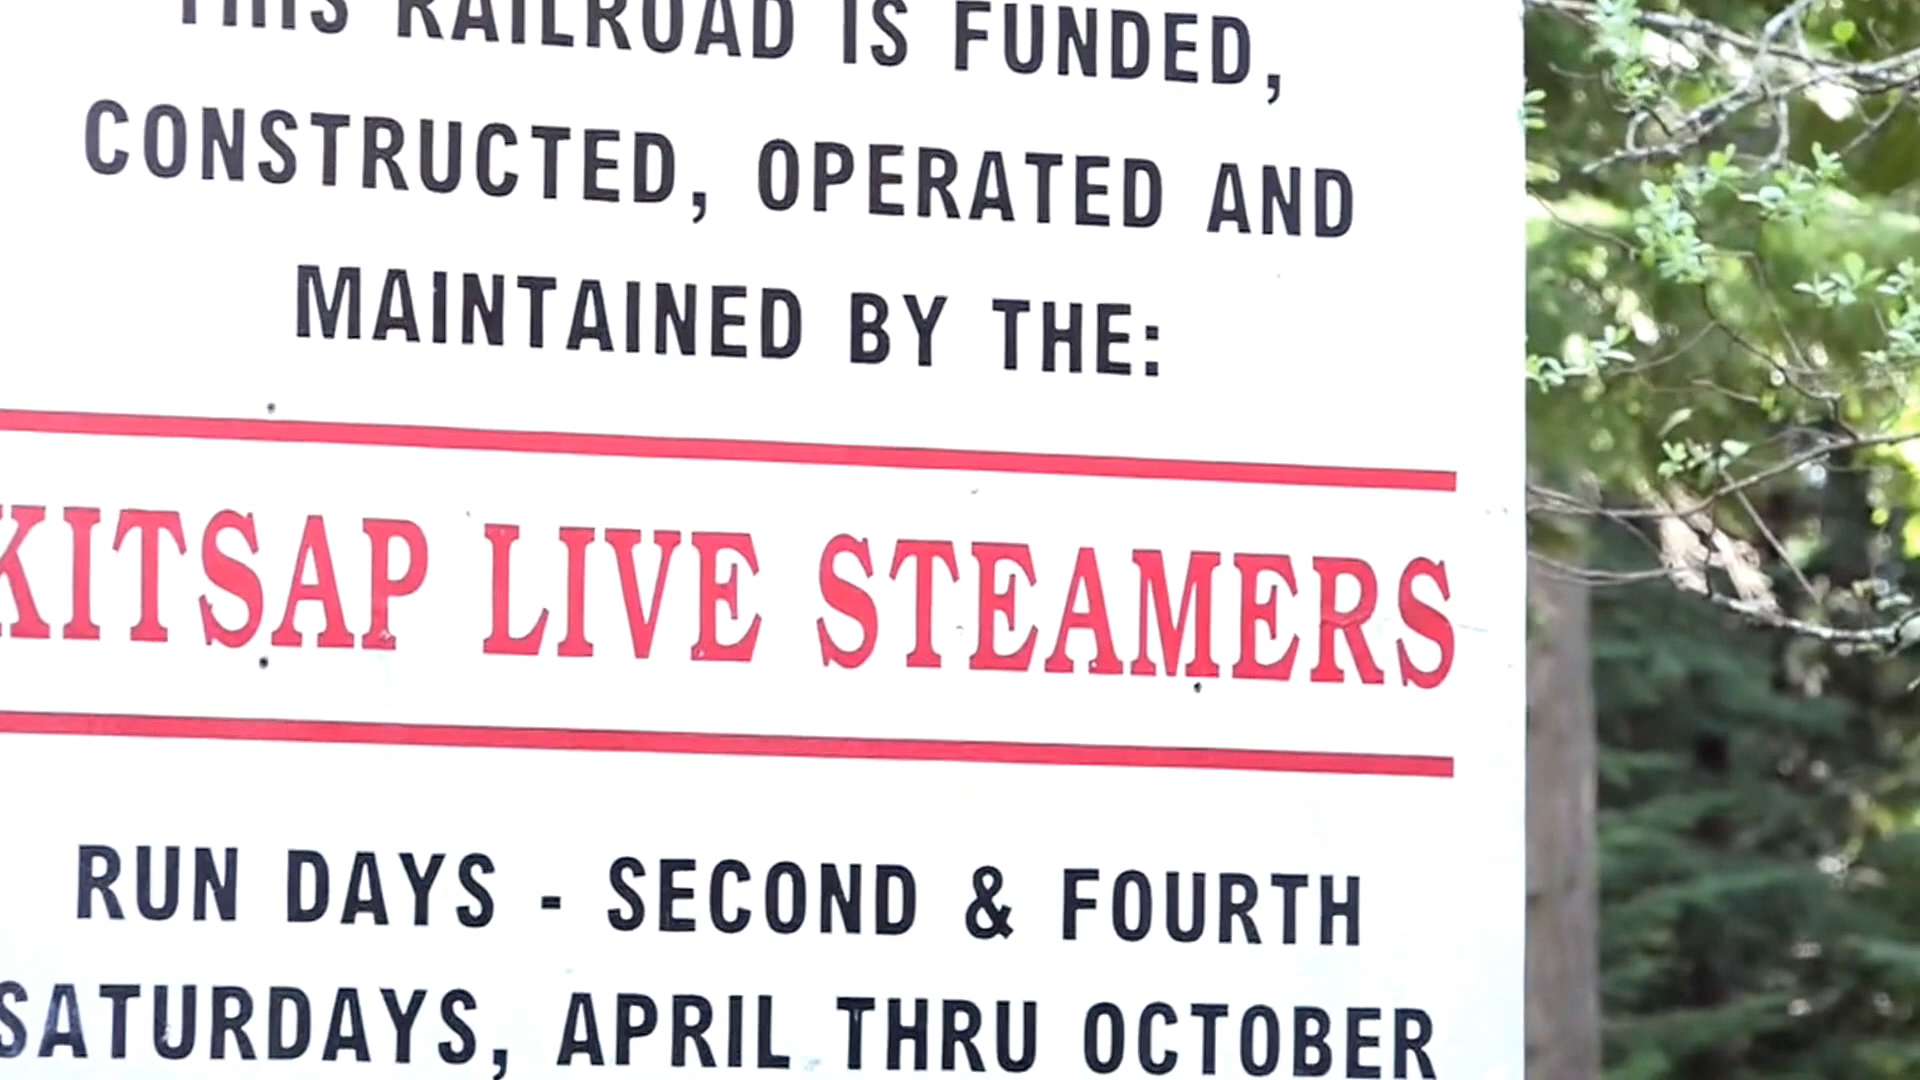 THIS RAILROAD IS FUNDED,
CONSTRUCTED, OPERATED AND
MAINTAINED BY THE:
KITSAP LIVE STEAMERS
RUN DAYS - SECOND & FOURTH
SATURDAYS, APRIL THRU OCTOBER